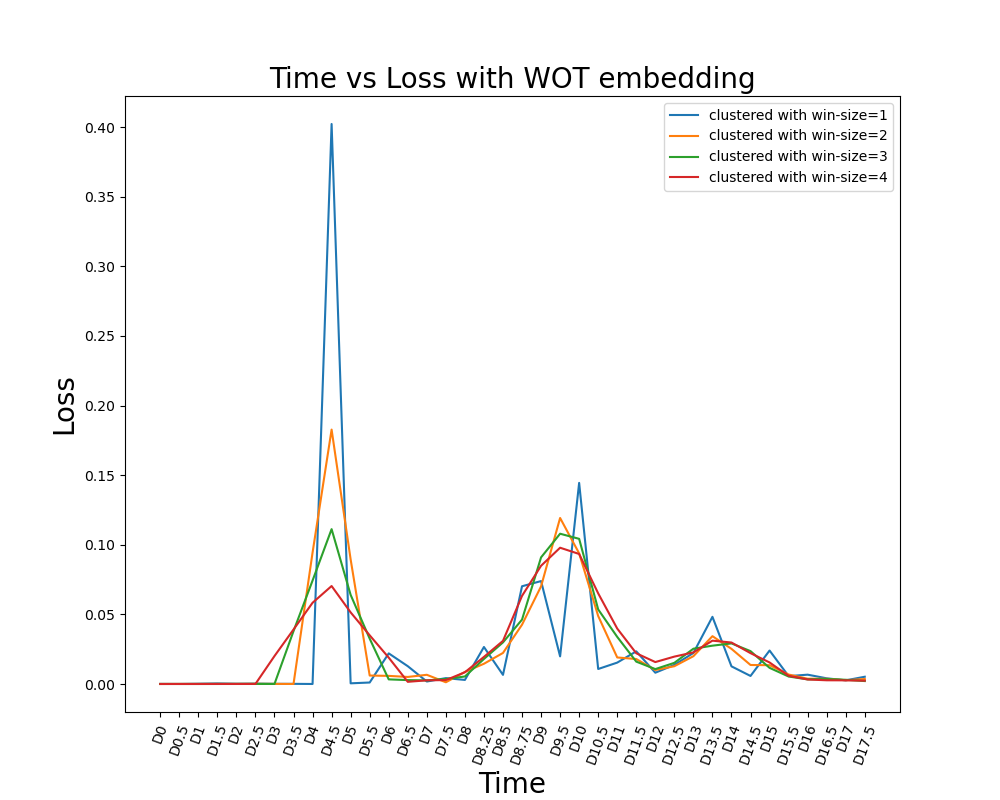 Time vs Loss with WOT embedding
clustered with win-size=1
clustered with win-size=2
clustered with win-size=3
clustered with win-size=4
0.40
0.35
0.30
0.25
0.20
0.15
0.10
0.05
0.00
Loss
D0
D0.5
D1
D1.5
D2
D2.5
D3
D3.5
D4
D4.5
D5
D5.5
D6
D6.5
D7
D7.5
D8
D8.25
D8.5
D8.75
D9
D9.5
D10
D10.5
D11
D11.5
D12
D12.5
D13
D13.5
D14
D14.5
D15
D15.5
D16
D16.5
D17
D17.5
Time